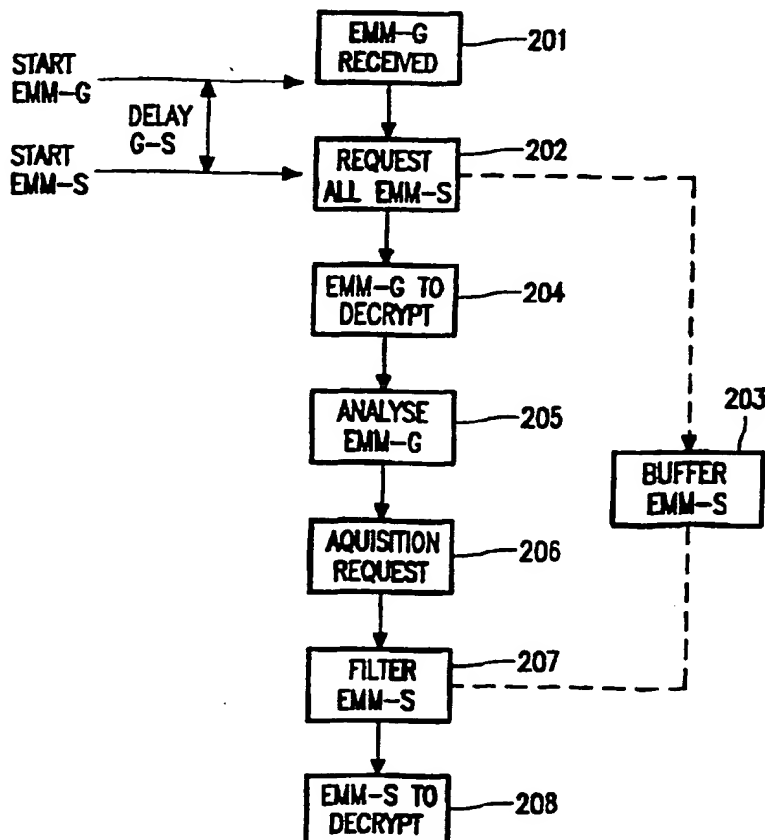 EMM-G
RECEIVED
201
START
EMM-G
DELAY
G-S
START
EMM-S
REQUEST
ALL EMM-S
202
EMM-G TO
DECRYPT
204
ANALYSE
EMM-G
205
203
BUFFER
EMM-S
AQUISITION
REQUEST
206
FILTER
EMM-S
207
EMM-S TO
DECRYPT
208